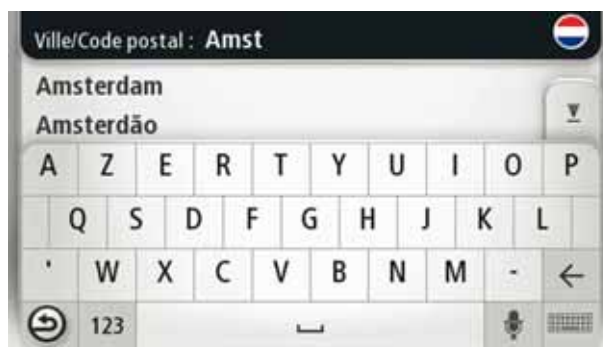 Ville/Code postal : Amst
Amsterdam
Amsterdão
A Z E R T Y U I O P
Q S D F G H J K L
' W X C V B N M -
123